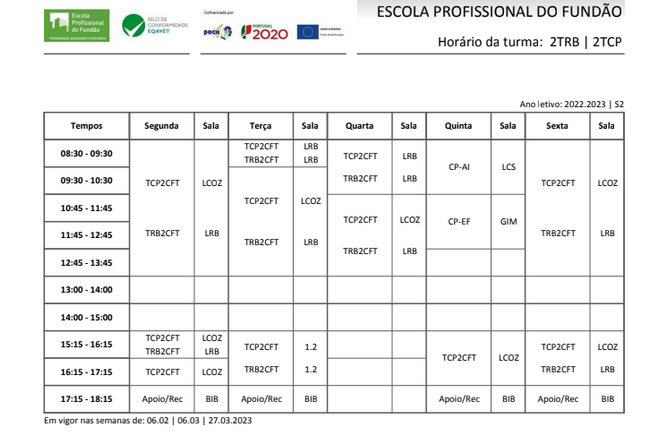 Escola
Profissional
do Fundão
SELO DE
CONFORMIDADE
EQAVET
Cofinanciado por:
POCH
PORTUGAL
2020
ESCOLA PROFISSIONAL DO FUNDÃO
Horário da turma: 2TRB | 2TCP
Ano letivo: 2022.2023 | S2
Tempos Segunda Sala Terça Sala Quarta Sala Quinta Sala Sexta Sala
08:30 - 09:30
TCP2CFT LRB
TRB2CFT LRB
TCP2CFT LRB
CP-AI LCS
09:30 - 10:30
TCP2CFT LCOZ
TRB2CFT LRB
TCP2CFT LCOZ
TCP2CFT LCOZ
10:45 - 11:45
TCP2CFT LCOZ
CP-EF GIM
11:45 - 12:45
TRB2CFT LRB
TRB2CFT LRB
TRB2CFT LRB
TRB2CFT LRB
12:45 - 13:45
13:00 - 14:00
14:00 - 15:00
15:15 - 16:15
TCP2CFT LCOZ
TRB2CFT LRB
TCP2CFT 1.2
TCP2CFT LCOZ
16:15 - 17:15
TCP2CFT LCOZ
TRB2CFT 1.2
TCP2CFT LCOZ
TRB2CFT LRB
17:15 - 18:15 Apoio/Rec BIB Apoio/Rec BIB Apoio/Rec BIB Apoio/Rec BIB
Em vigor nas semanas de: 06.02 | 06.03 | 27.03.2023